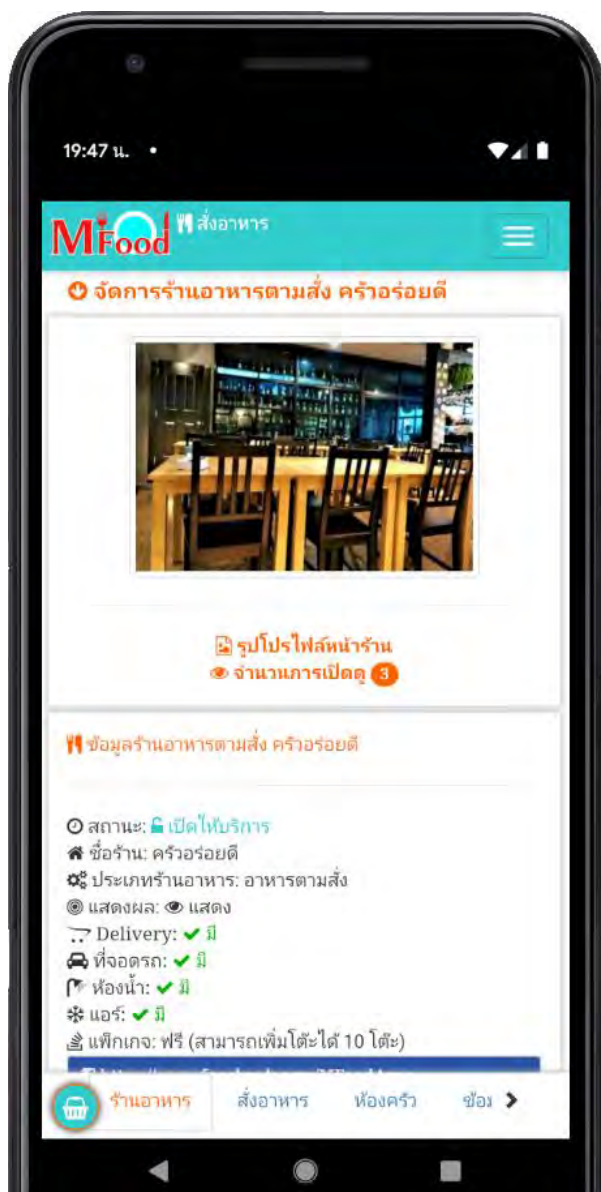 19:47 น.
MFood สั่งอาหาร
จัดการร้านอาหารตามสั่ง ครัวอร่อยดี
รูปโปรไฟล์หน้าร้าน
จำนวนการเปิดดู 3
ข้อมูลร้านอาหารตามสั่ง ครัวอร่อยดี
สถานะ: เปิดให้บริการ
ชื่อร้าน: ครัวอร่อยดี
ประเภทร้านอาหาร: อาหารตามสั่ง
แสดงผล: แสดง
Delivery: มี
ที่จอดรถ: มี
ห้องน้ำ: มี
แอร์: มี
แพ็กเกจ: ฟรี (สามารถเพิ่มโต๊ะได้ 10 โต๊ะ)
ร้านอาหาร สั่งอาหาร ห้องครัว